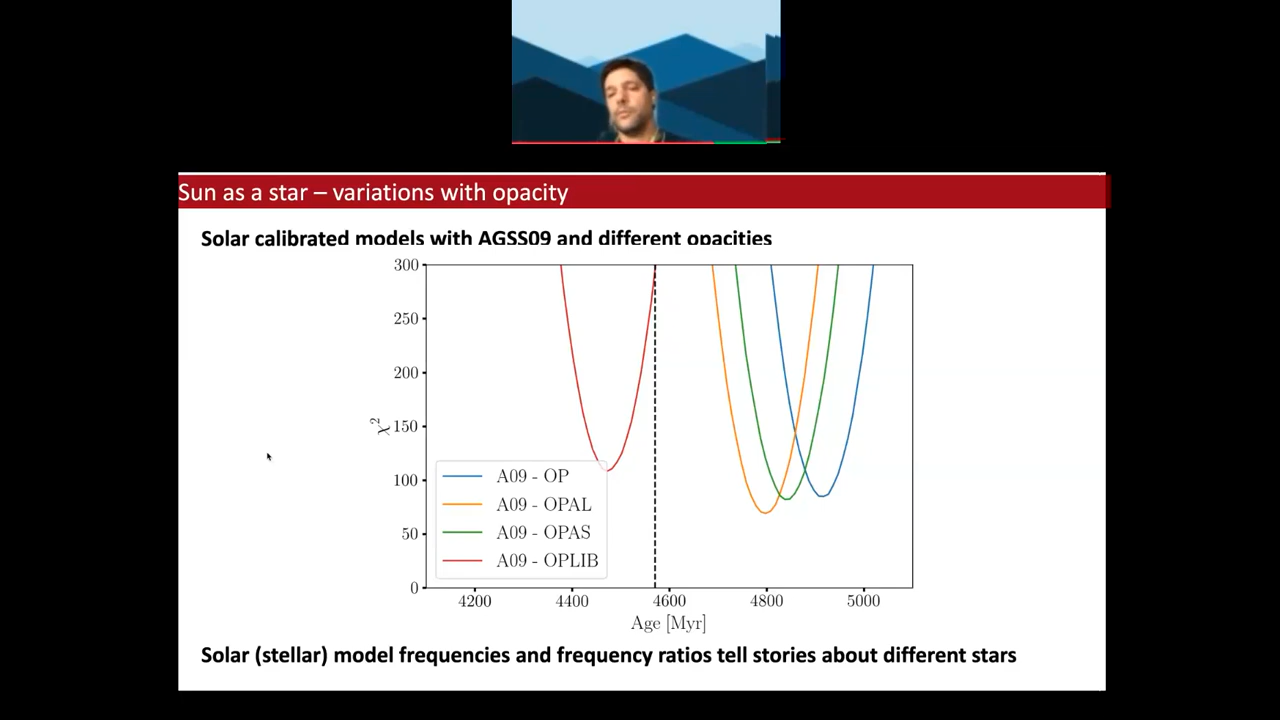 Sun as a star – variations with opacity
Solar calibrated models with AGSS09 and different opacities
300
250
200
150
100
50
0
χ²
A09 - OP
A09 - OPAL
A09 - OPAS
A09 - OPLIB
4200 4400 4600 4800 5000
Age [Myr]
Solar (stellar) model frequencies and frequency ratios tell stories about different stars